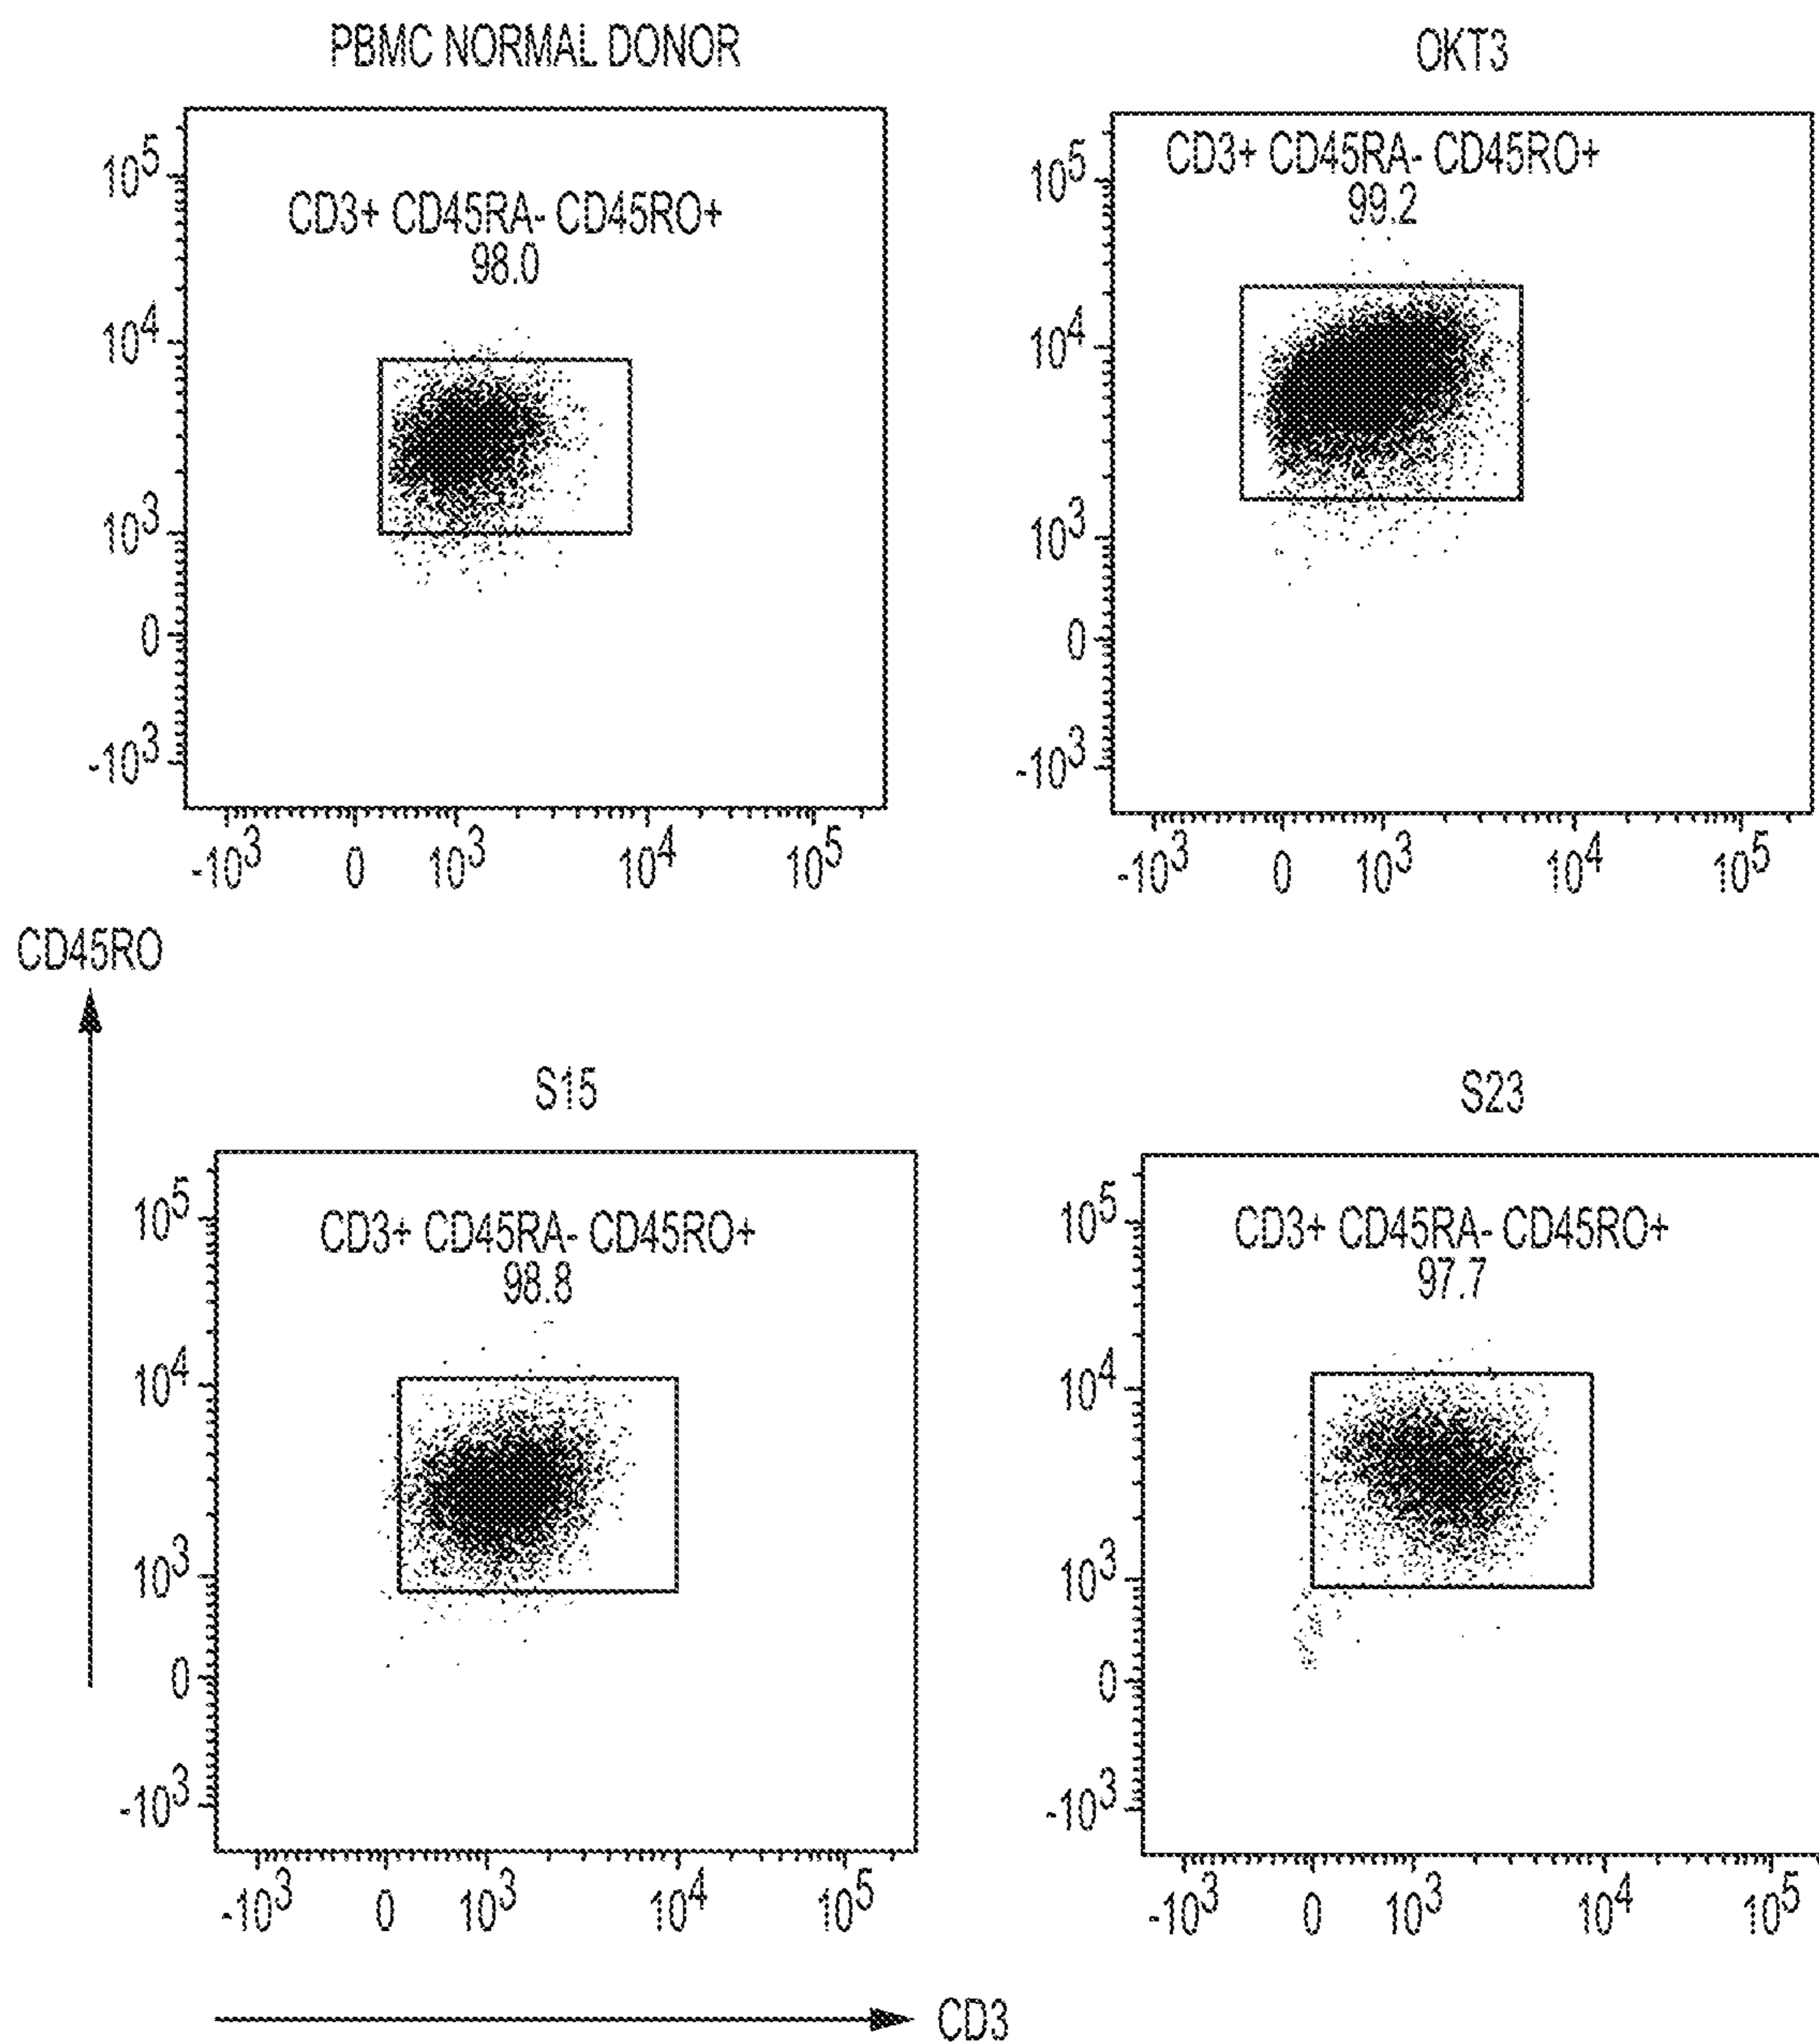 PBMC NORMAL DONOR
CD3+ CD45RA- CD45RO+
98.0
10^5
10^4
10^3
0
-10^3
-10^3 0 10^3 10^4 10^5
OKT3
CD3+ CD45RA- CD45RO+
99.2
10^5
10^4
10^3
0
-10^3
-10^3 0 10^3 10^4 10^5
CD45RO
S15
CD3+ CD45RA- CD45RO+
98.8
10^5
10^4
10^3
0
-10^3
-10^3 0 10^3 10^4 10^5
S23
CD3+ CD45RA- CD45RO+
97.7
10^5
10^4
10^3
0
-10^3
-10^3 0 10^3 10^4 10^5
CD3